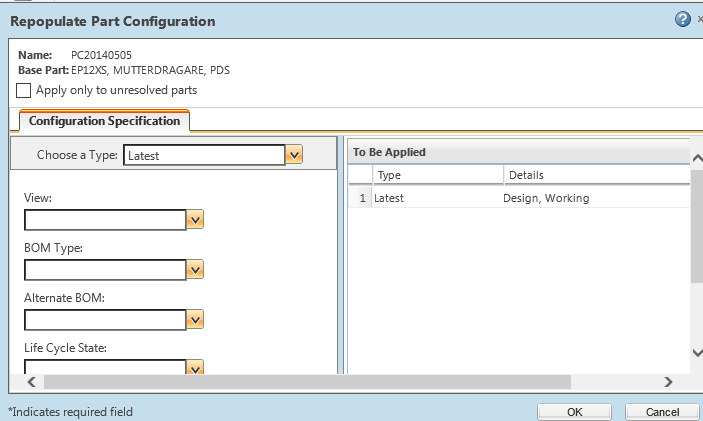 Repopulate Part Configuration
Name: PC20140505
Base Part: EP12XS, MUTTERDRAGARE, PDS
Apply only to unresolved parts
Configuration Specification
Choose a Type: Latest
View:
BOM Type:
Alternate BOM:
Life Cycle State:
To Be Applied
Type Details
1 Latest Design, Working
*Indicates required field
OK Cancel